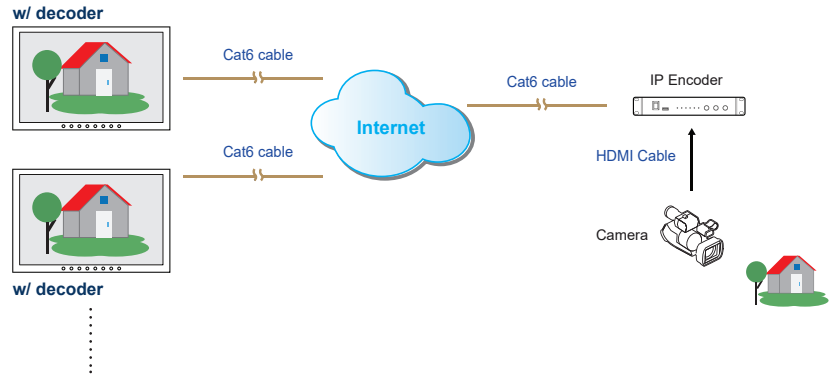 w/ decoder
Cat6 cable
Cat6 cable
IP Encoder
Internet
Cat6 cable
HDMI Cable
Camera
w/ decoder